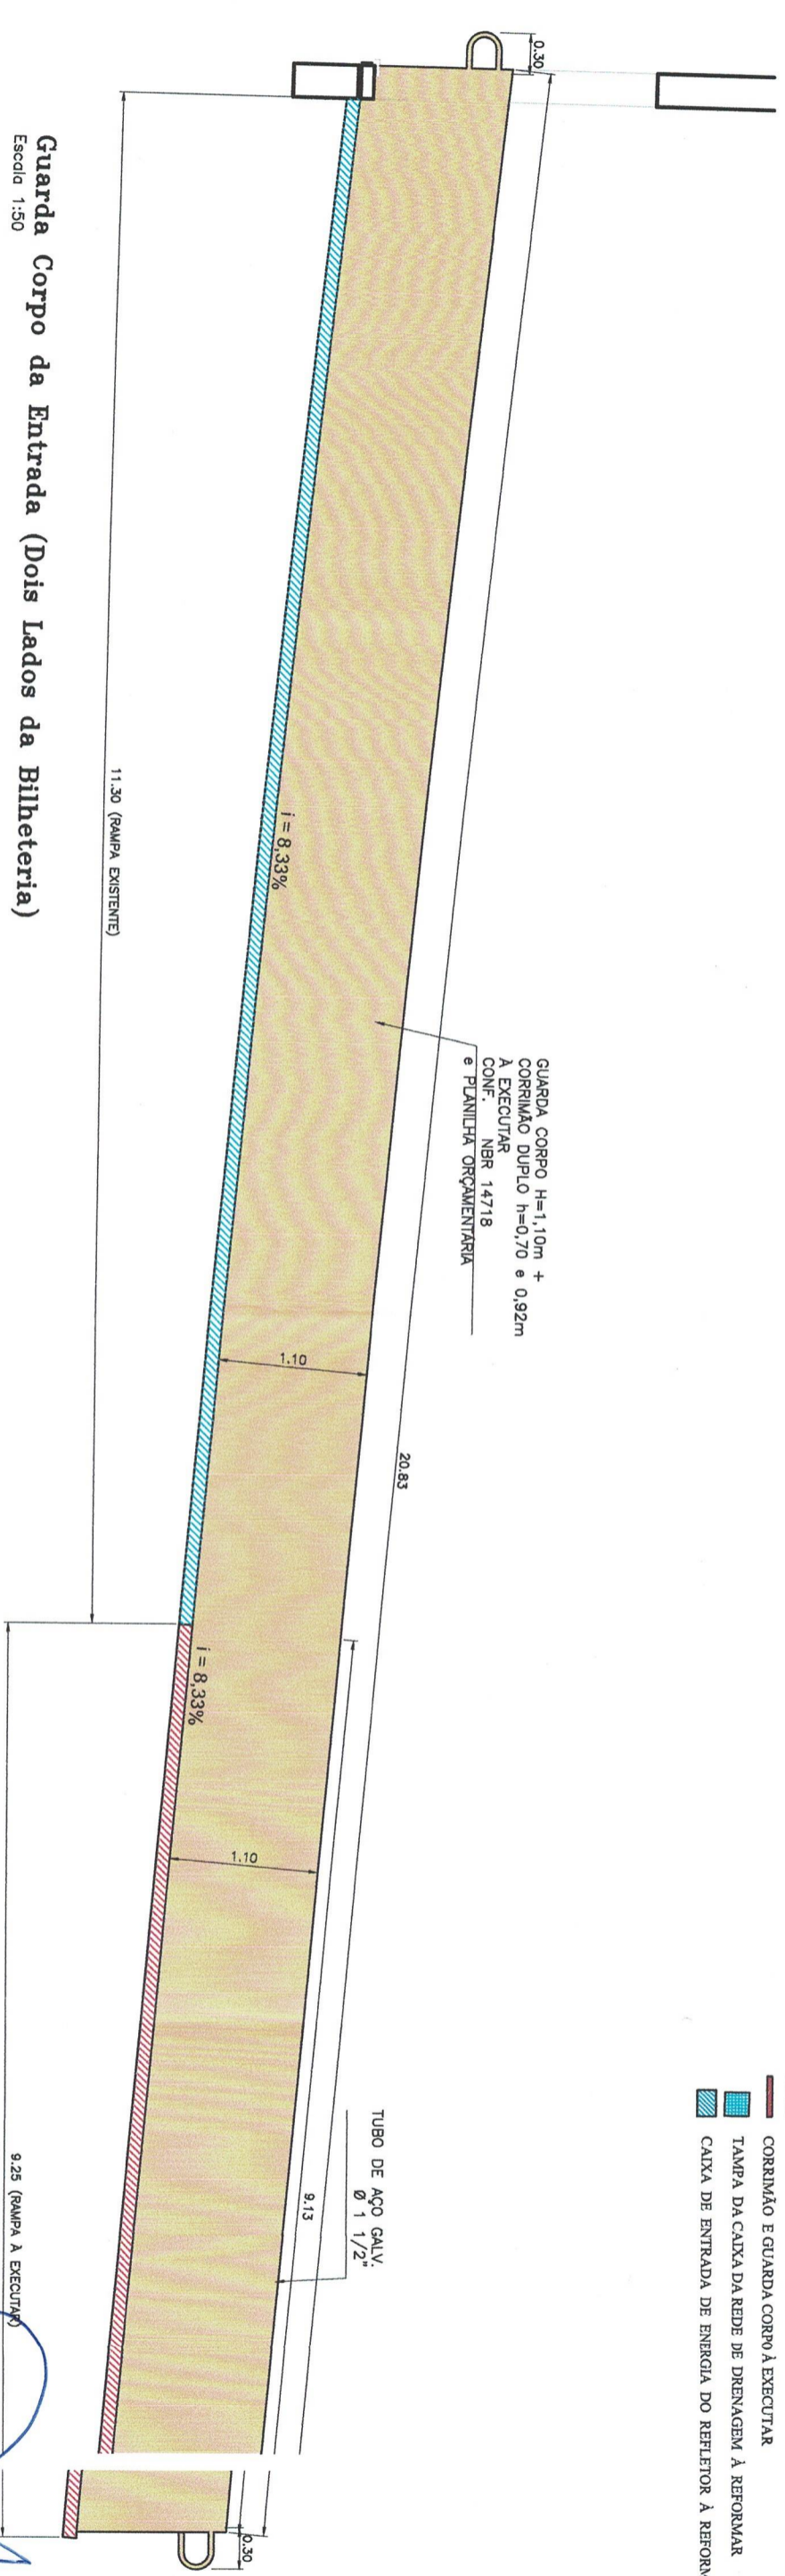 0.30
Guarda Corpo da Entrada (Dois Lados da Bilheteria)
Escala 1:50
11.30 (RAMPA EXISTENTE)
i = 8,33%
GUARDA CORPO H=1,10m +
CORRIMÃO DUPLO h=0,70 e 0,92m
À EXECUTAR
CONF. NBR 14718
e PLANILHA ORÇAMENTÁRIA
1.10
20.83
i = 8,33%
1.10
TUBO DE AÇO GALV.
Ø 1 1/2"
9.13
9.25 (RAMPA À EXECUTAR)
0.30
CORRIMÃO E GUARDA CORPO À EXECUTAR
TAMPA DA CAIXA DA REDE DE DRENAGEM À REFORMAR
CAIXA DE ENTRADA DE ENERGIA DO REFLETOR À REFORM